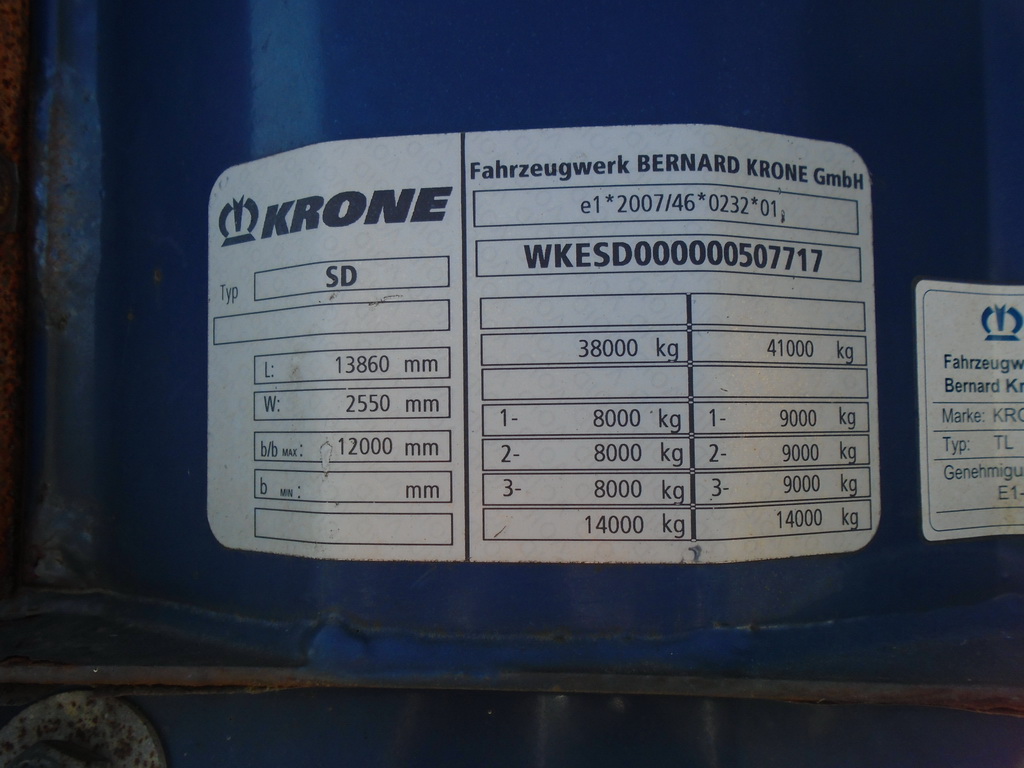 KRONE
Typ SD
L: 13860 mm
W: 2550 mm
b/b MAX: 12000 mm
b MIN: mm
Fahrzeugwerk BERNARD KRONE GmbH
e1*2007/46*0232*01
WKESD000000507717
38000 kg 41000 kg
1- 8000 kg 1- 9000 kg
2- 8000 kg 2- 9000 kg
3- 8000 kg 3- 9000 kg
14000 kg 14000 kg
Fahrzeugw
Bernard Kr
Marke: KRO
Typ: TL
Genehmigu
E1-